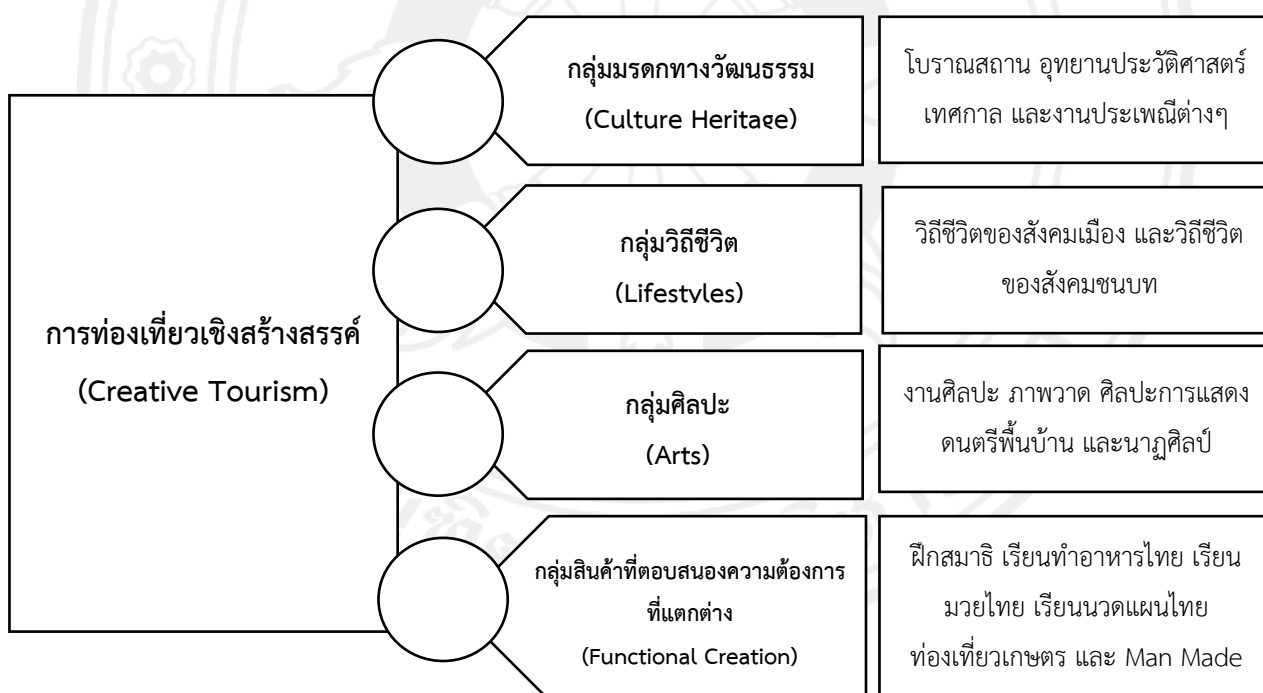 การท่องเที่ยวเชิงสร้างสรรค์
(Creative Tourism)
กลุ่มมรดกทางวัฒนธรรม
(Culture Heritage)
โบราณสถาน อุทยานประวัติศาสตร์
เทศกาล และงานประเพณีต่างๆ
กลุ่มวิถีชีวิต
(Lifestyles)
วิถีชีวิตของสังคมเมือง และวิถีชีวิต
ของสังคมชนบท
กลุ่มศิลปะ
(Arts)
งานศิลปะ ภาพวาด ศิลปะการแสดง
ดนตรีพื้นบ้าน และนาฏศิลป์
กลุ่มสินค้าที่ตอบสนองความต้องการ
ที่แตกต่าง
(Functional Creation)
ฝึกสมาธิ เรียนทำอาหารไทย เรียน
มวยไทย เรียนนวดแผนไทย
ท่องเที่ยวเกษตร และ Man Made